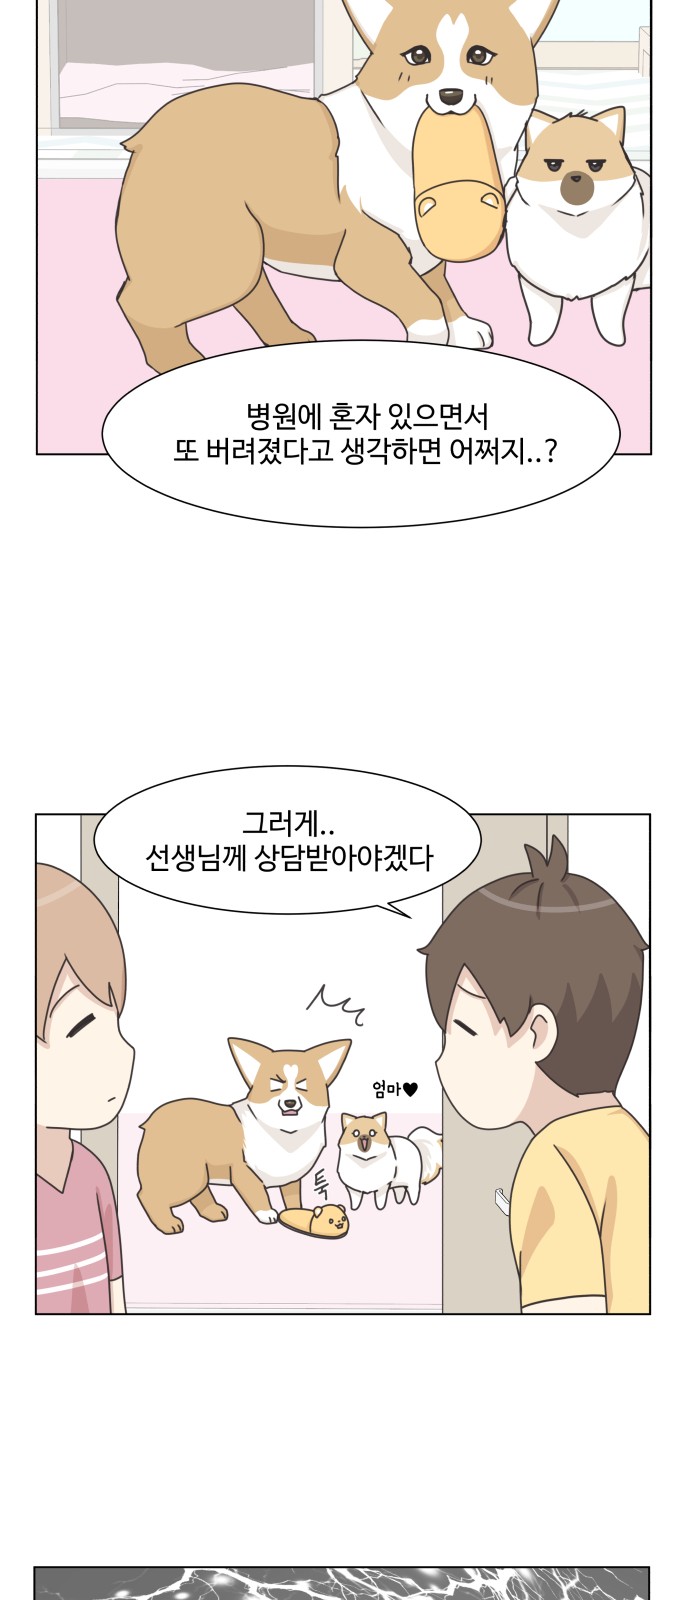 병원에 혼자 있으면서
또 버려졌다고 생각하면 어쩌지..?
그러게..
선생님께 상담받아야겠다
엄마♥
툭